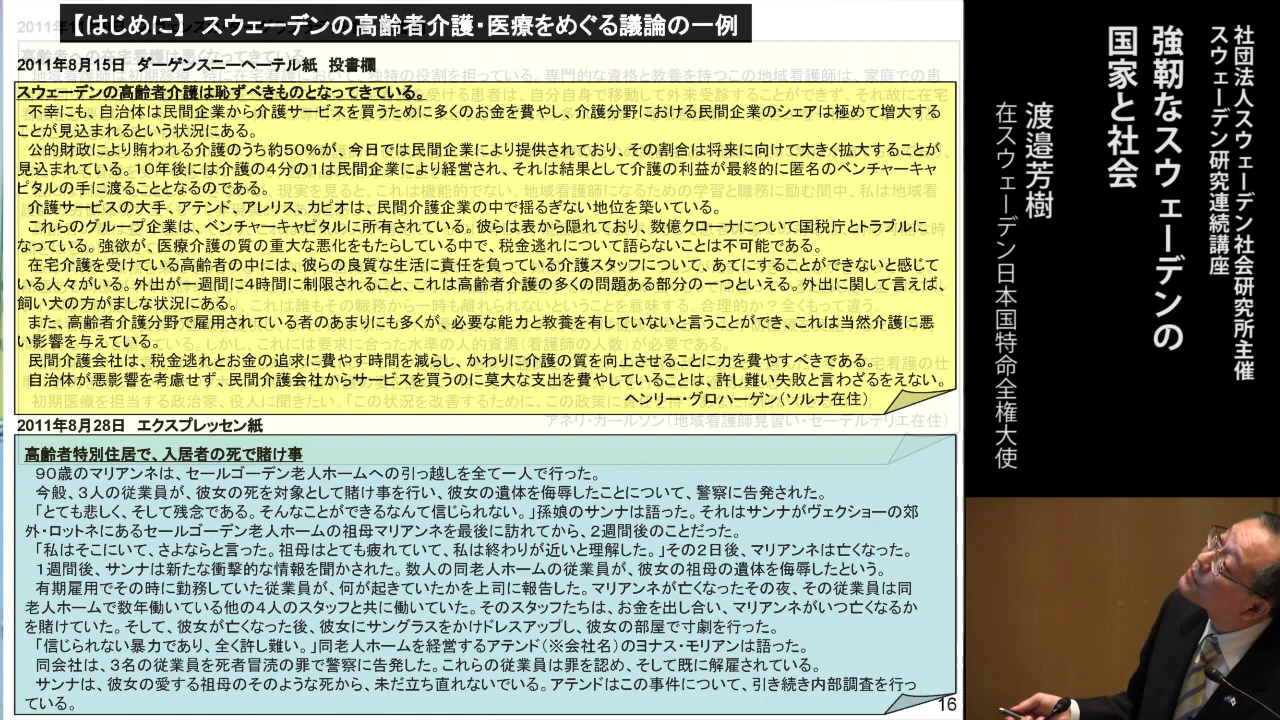 【はじめに】 スウェーデンの高齢者介護・医療をめぐる議論の一例
2011年8月15日　ダーゲンスニーヘーテル紙　投書欄
スウェーデンの高齢者介護は恥ずべきものとなってきている。
不幸にも、自治体は民間企業から介護サービスを買うために多くのお金を費やし、介護分野における民間企業のシェアは極めて増大す
ることが見込まれるという状況にある。
公的財政により賄われる介護のうち約50%が、今日では民間企業により提供されており、その割合は将来に向けて大きく拡大することが
見込まれている。10年後には介護の4分の1は民間企業により経営され、それは結果として介護の利益が最終的に匿名のベンチャーキャ
ピタルの手に渡ることとなるのである。
介護サービスの大手、アテンド、アレリス、カピオは、民間介護企業の中で揺るぎない地位を築いている。
これらのグループ企業は、ベンチャーキャピタルに所有されている。彼らは表から隠れており、数億クローナについて国税庁とトラブルに
なっている。強欲が、医療介護の質の重大な悪化をもたらしている中で、税金逃れについて語らないことは不可能である。
在宅介護を受けている高齢者の中には、彼らの良質な生活に責任を負っている介護スタッフについて、あてにすることができないと感じて
いる人々がいる。外出が一週間に4時間に制限されること、これは高齢者介護の多くの問題ある部分の一つといえる。外出に関して言えば、
飼い犬の方がましな状況にある。
また、高齢者介護分野で雇用されている者のあまりにも多くが、必要な能力と教養を有していないと言うことができ、これは当然介護に悪
い影響を与えている。
民間介護会社は、税金逃れとお金の追求に費やす時間を減らし、かわりに介護の質を向上させることに力を費やすべきである。
自治体が悪影響を考慮せず、民間介護会社からサービスを買うのに莫大な支出を費やしていることは、許し難い失敗と言わざるをえない。
ヘンリー・グロハーゲン（ソルナ在住）
アネリ・カールソン（地域看護師見習い・セーデルテリエ在住）
2011年8月28日　エクスプレッセン紙
高齢者特別住居で、入居者の死で賭け事
90歳のマリアンネは、セールゴーデン老人ホームへの引っ越しを全て一人で行った。
今般、3人の従業員が、彼女の死を対象として賭け事を行い、彼女の遺体を侮辱したことについて、警察に告発された。
「とても悲しく、そして残念である。そんなことができるなんて信じられない。」孫娘のサンナは語った。それはサンナがヴェクショーの郊
外・ロットネにあるセールゴーデン老人ホームの祖母マリアンネを最後に訪れてから、2週間後のことだった。
「私はそこにいて、さよならと言った。祖母はとても疲れていて、私は終わりが近いと理解した。」その2日後、マリアンネは亡くなった。
1週間後、サンナは新たな衝撃的な情報を聞かされた。数人の同老人ホームの従業員が、彼女の祖母の遺体を侮辱したという。
有期雇用でその時に勤務していた従業員が、何が起きていたかを上司に報告した。マリアンネが亡くなったその夜、その従業員は同
老人ホームで数年働いている他の4人のスタッフと共に働いていた。そのスタッフたちは、お金を出し合い、マリアンネがいつ亡くなるか
を賭けていた。そして、彼女が亡くなった後、彼女にサングラスをかけドレスアップし、彼女の部屋で寸劇を行った。
「信じられない暴力であり、全く許し難い。」同老人ホームを経営するアテンド（※会社名）のヨナス・モリアンは語った。
同会社は、3名の従業員を死者冒涜の罪で警察に告発した。これらの従業員は罪を認め、そして既に解雇されている。
サンナは、彼女の愛する祖母のそのような死から、未だ立ち直れないでいる。アテンドはこの事件について、引き続き内部調査を行っ
ている。
16
社団法人スウェーデン社会研究所主催
スウェーデン研究連続講座
強靭なスウェーデンの
国家と社会
渡邉芳樹
在スウェーデン日本国特命全権大使